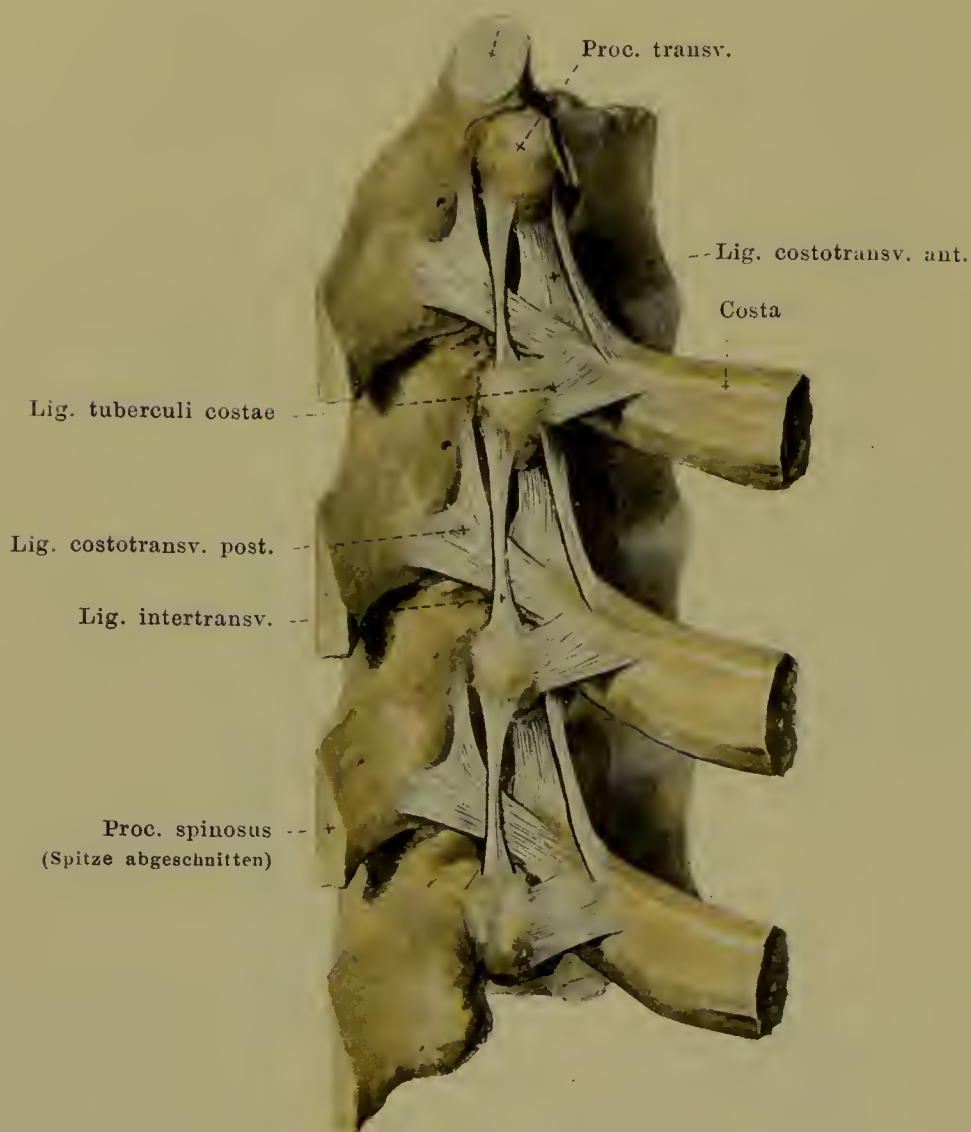 Proc. transv.
Lig. costotransv. ant.
Costa
Lig. tuberculi costae
Lig. costotransv. post.
Lig. intertransv.
Proc. spinosus
(Spitze abgeschnitten)